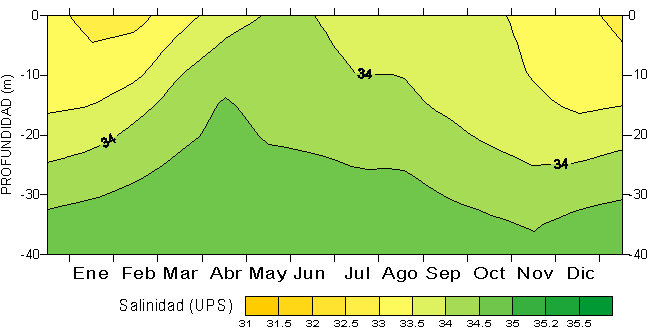 0 0
34
-10 -10
PROFUNDIDAD (m)
-20 34 -20
34
-30 -30
-40 -40
Ene Feb Mar Abr May Jun Jul Ago Sep Oct Nov Dic
Salinidad (UPS)
31 31.5 32 32.5 33 33.5 34 34.5 35 35.2 35.5